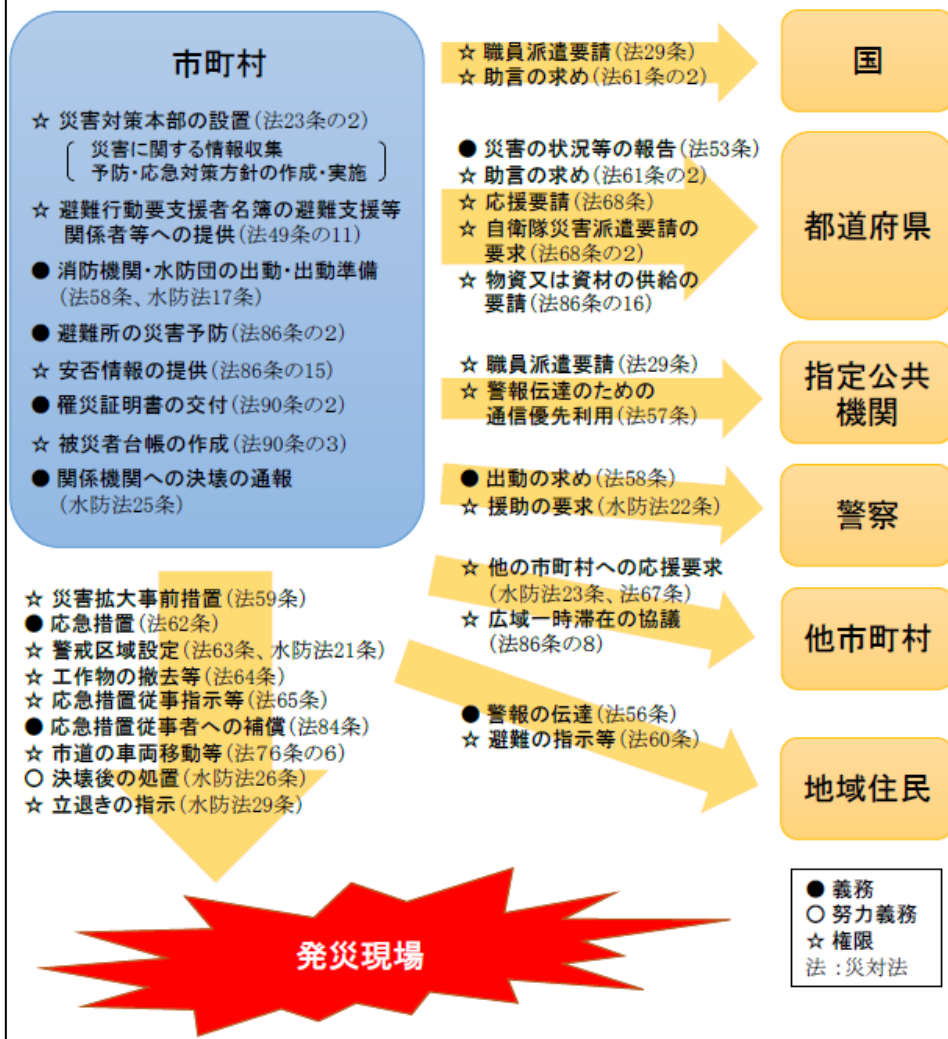 市町村
☆ 災害対策本部の設置(法23条の2)
災害に関する情報収集
予防・応急対策方針の作成・実施
☆ 避難行動要支援者名簿の避難支援等
関係者等への提供(法49条の11)
● 消防機関・水防団の出動・出動準備
(法58条、水防法17条)
● 避難所の災害予防(法86条の2)
☆ 安否情報の提供(法86条の15)
● 罹災証明書の交付(法90条の2)
☆ 被災者台帳の作成(法90条の3)
● 関係機関への決壊の通報
(水防法25条)
☆ 職員派遣要請(法29条)
☆ 助言の求め(法61条の2)
国
● 災害の状況等の報告(法53条)
☆ 助言の求め(法61条の2)
☆ 応援要請(法68条)
☆ 自衛隊災害派遣要請の
要求(法68条の2)
☆ 物資又は資材の供給の
要請(法86条の16)
都道府県
☆ 職員派遣要請(法29条)
☆ 警報伝達のための
通信優先利用(法57条)
指定公共
機関
● 出動の求め(法58条)
☆ 援助の要求(水防法22条)
警察
☆ 他の市町村への応援要求
(水防法23条、法67条)
☆ 広域一時滞在の協議
(法86条の8)
他市町村
● 警報の伝達(法56条)
☆ 避難の指示等(法60条)
地域住民
☆ 災害拡大事前措置(法59条)
● 応急措置(法62条)
☆ 警戒区域設定(法63条、水防法21条)
☆ 工作物の撤去等(法64条)
☆ 応急措置従事指示等(法65条)
● 応急措置従事者への補償(法84条)
☆ 市道の車両移動等(法76条の6)
○ 決壊後の処置(水防法26条)
☆ 立退きの指示(水防法29条)
発災現場
● 義務
○ 努力義務
☆ 権限
法 :災対法